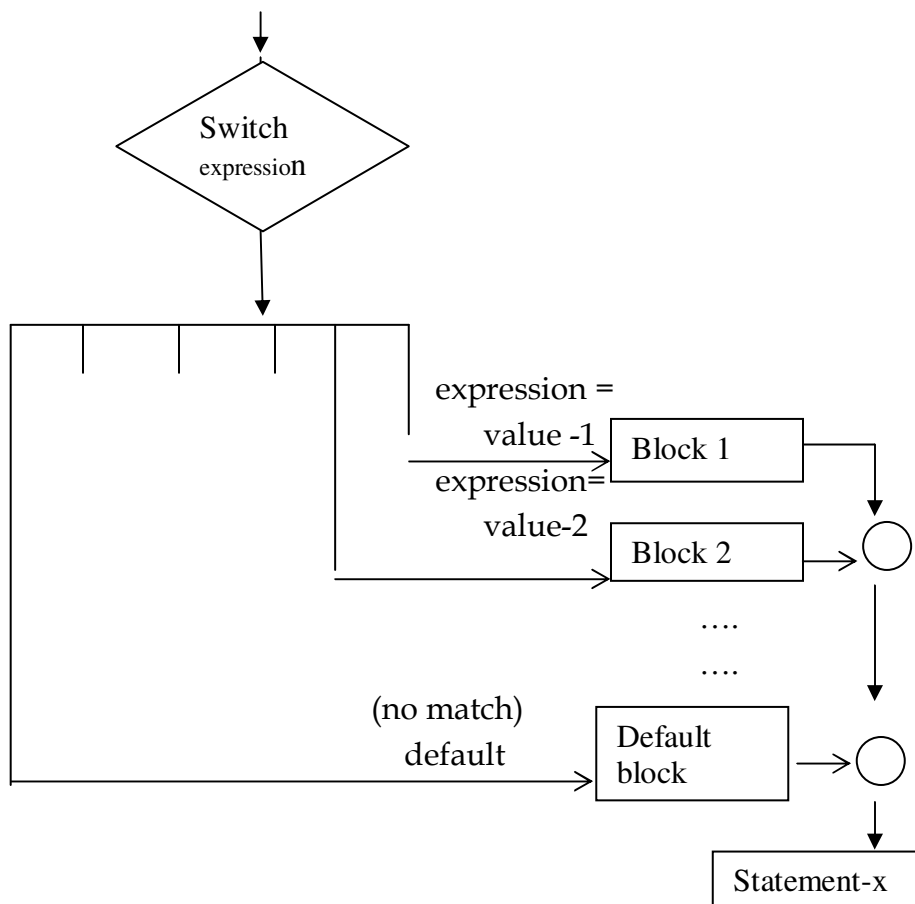 Switch
expression
expression =
value -1
Block 1
expression=
value-2
Block 2
....
....
(no match)
default
Default
block
Statement-x